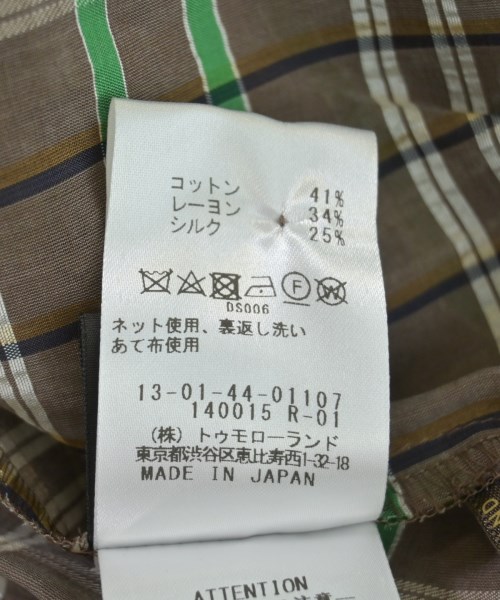 コットン 41%
レーヨン 34%
シルク 25%
F W
DS006
ネット使用、裏返し洗い
あて布使用
13-01-44-01107
140015 R-01
(株) トゥモローランド
東京都渋谷区恵比寿西1-32-18
MADE IN JAPAN
ATTENTION